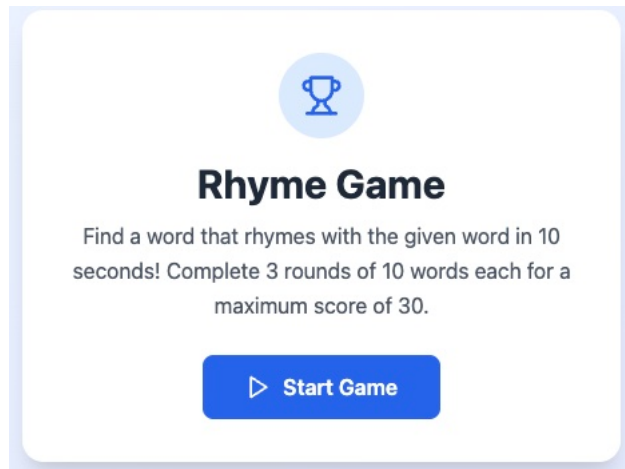 Rhyme Game
Find a word that rhymes with the given word in 10
seconds! Complete 3 rounds of 10 words each for a
maximum score of 30.
Start Game